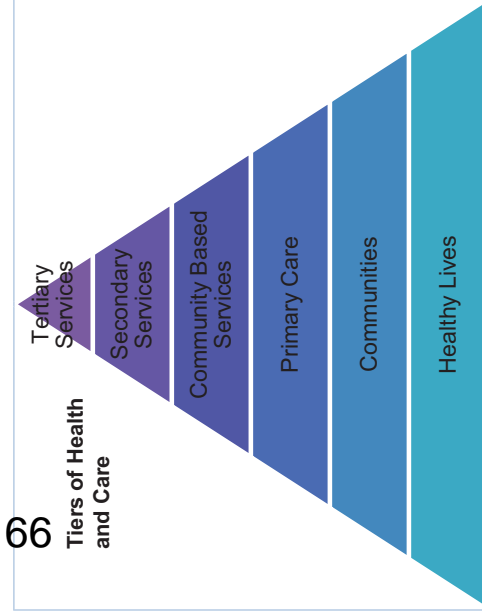 66
Tiers of Health
and Care
Tertiary
Services
Secondary
Services
Community Based
Services
Primary Care
Communities
Healthy Lives